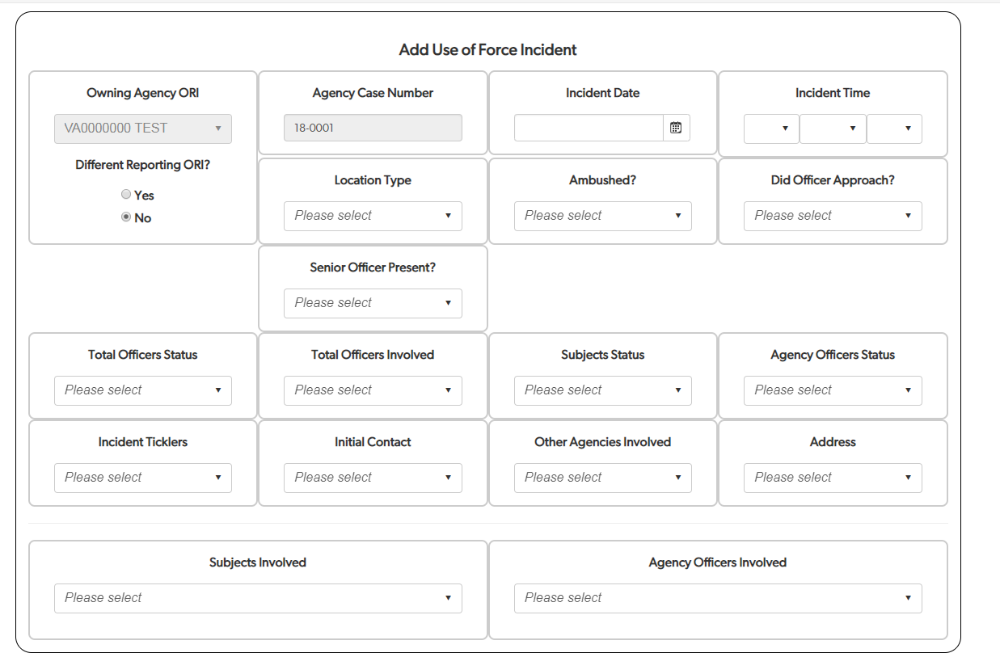 Add Use of Force Incident
Owning Agency ORI
Agency Case Number
Incident Date
Incident Time
VA0000000 TEST
18-0001
Different Reporting ORI?
Yes
No
Location Type
Ambushed?
Did Officer Approach?
Please select
Please select
Please select
Senior Officer Present?
Please select
Total Officers Status
Total Officers Involved
Subjects Status
Agency Officers Status
Please select
Please select
Please select
Please select
Incident Ticklers
Initial Contact
Other Agencies Involved
Address
Please select
Please select
Please select
Please select
Subjects Involved
Agency Officers Involved
Please select
Please select